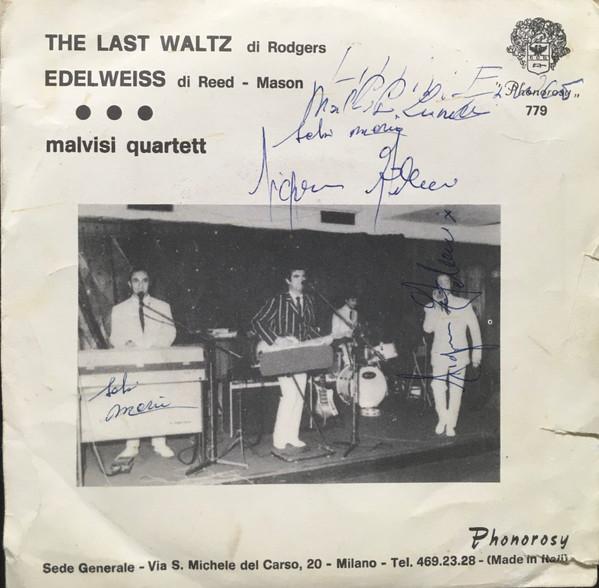 THE LAST WALTZ di Rodgers
EDELWEISS di Reed - Mason
„Phonorosy„
779
malvisi quartett
Phonorosy
Sede Generale - Via S. Michele del Carso, 20 - Milano - Tel. 469.23.28 - (Made in Itali)